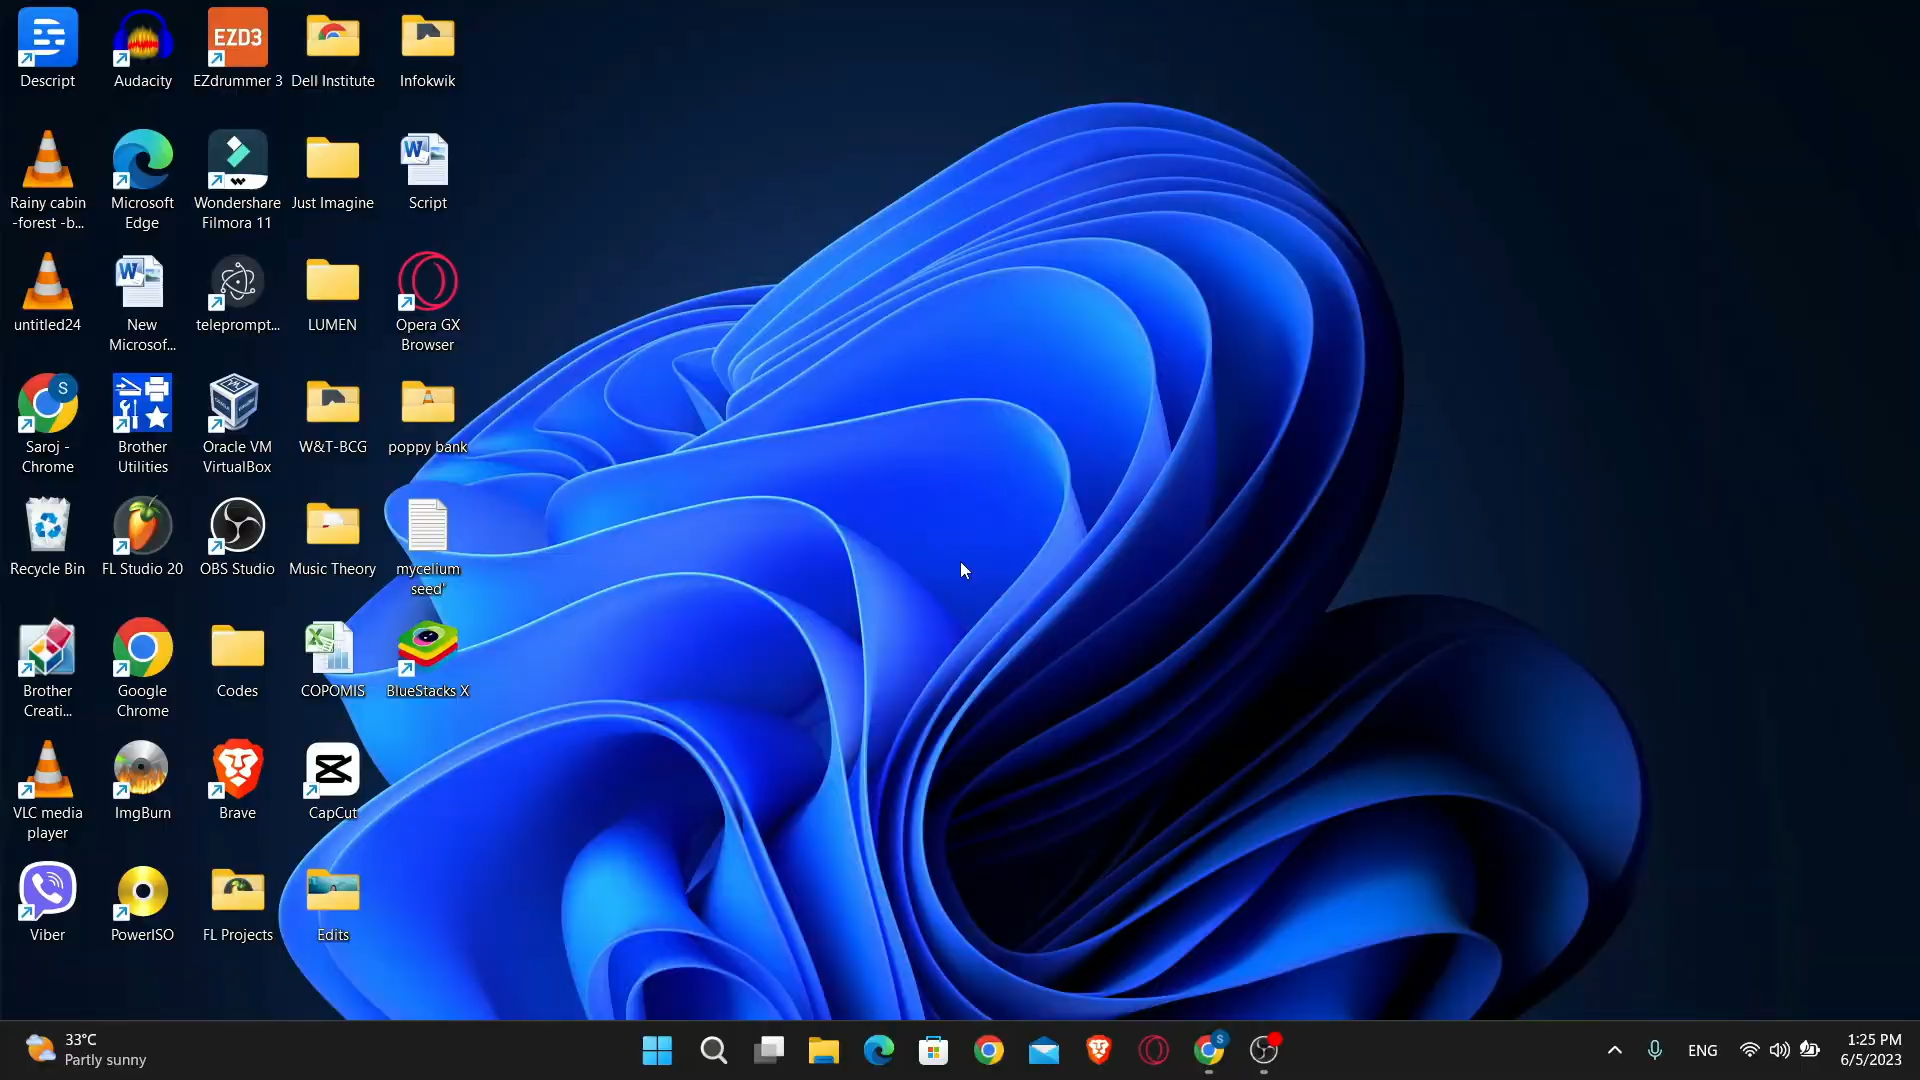 EZD3
Descript
Audacity
EZdrummer 3
Dell Institute
Infokwik
Rainy cabin
-forest -b...
Microsoft
Edge
Wondershare
Filmora 11
Just Imagine
Script
untitled24
New
Microsof...
teleprompt...
LUMEN
Opera GX
Browser
S
Saroj -
Chrome
Brother
Utilities
Oracle VM
VirtualBox
W&T-BCG
poppy bank
Recycle Bin
FL Studio 20
OBS Studio
Music Theory
mycelium
seed'
Brother
Creati...
Google
Chrome
Codes
COPOMIS
BlueStacks X
VLC media
player
ImgBurn
Brave
CapCut
Viber
PowerISO
FL Projects
Edits
33°C
Partly sunny
S
ENG
1:25 PM
6/5/2023